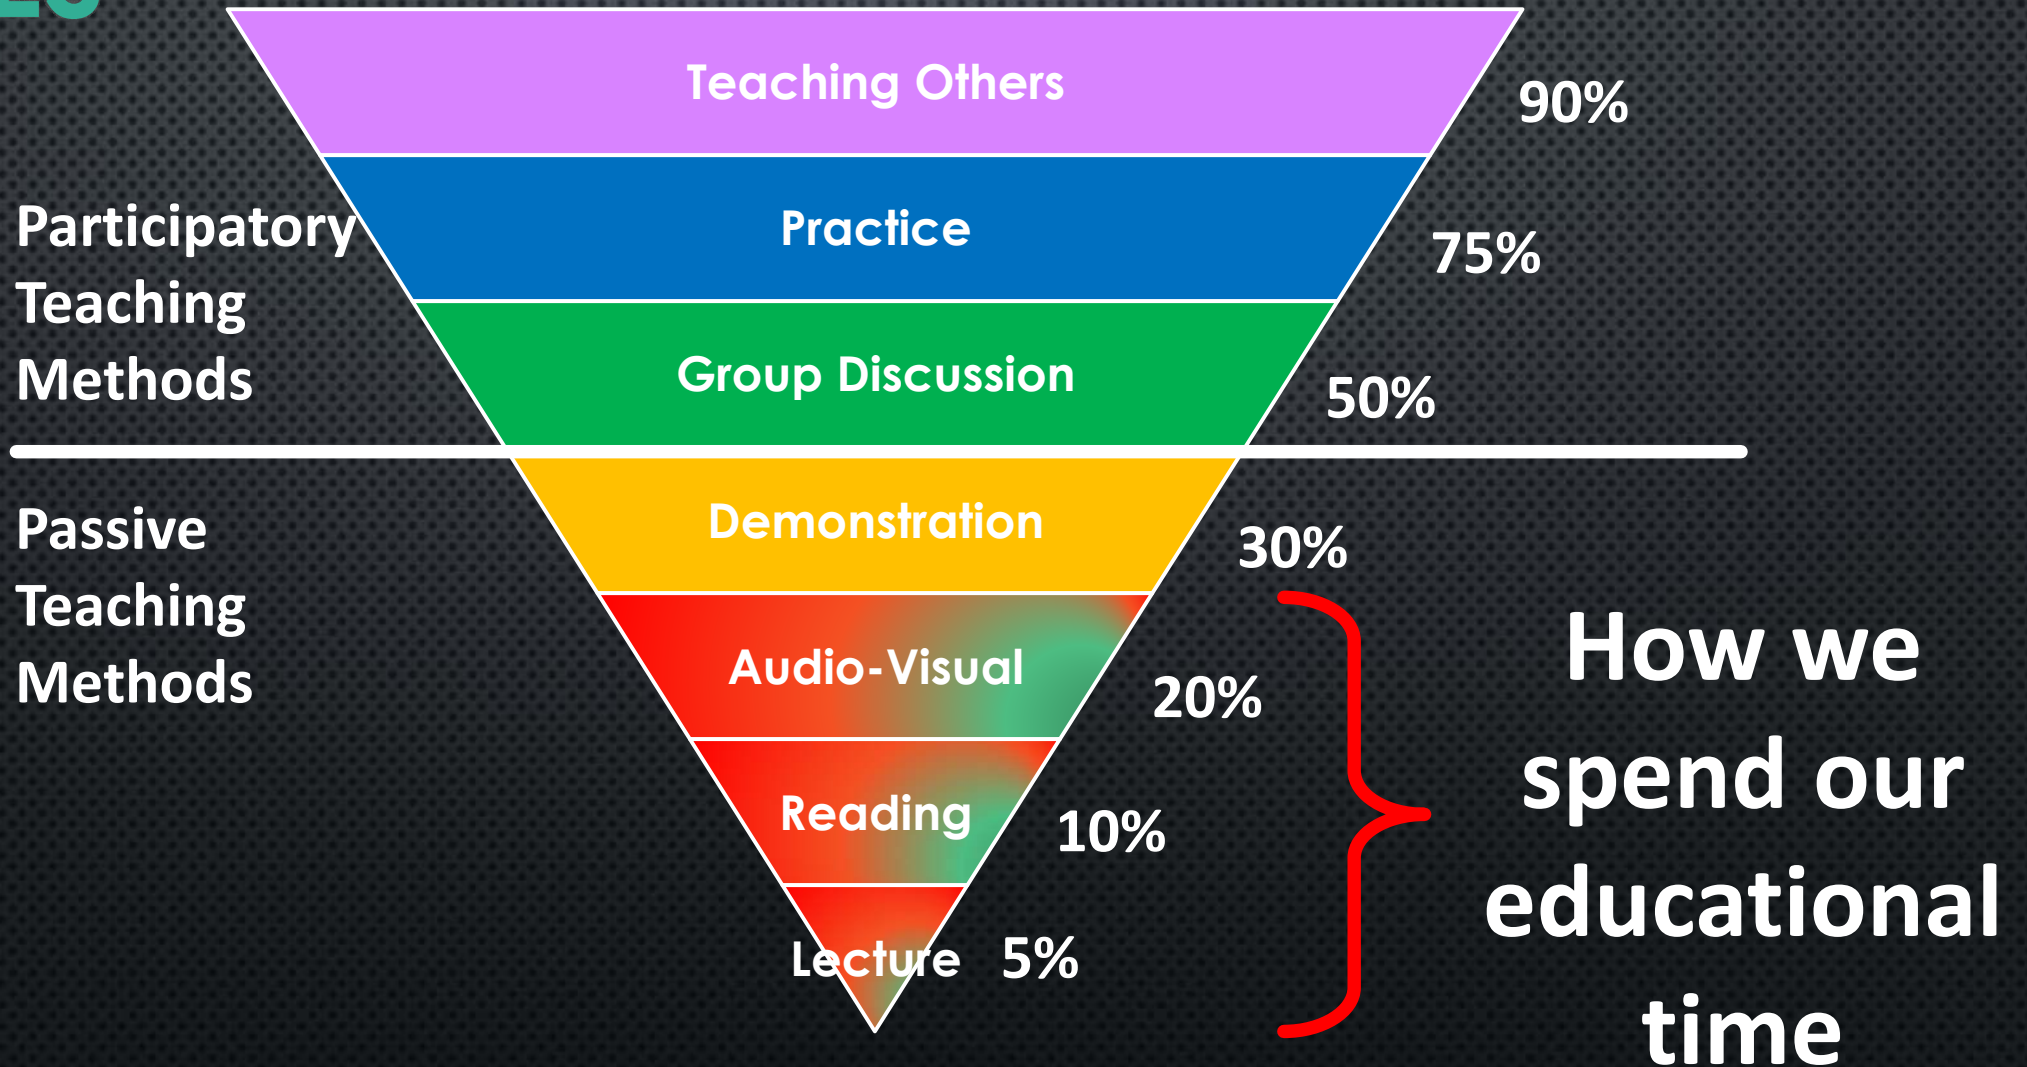 Teaching Others
90%
Practice
75%
Group Discussion
50%
Participatory
Teaching
Methods
Demonstration
30%
Audio-Visual
20%
Reading
10%
Lecture 5%
Passive
Teaching
Methods
How we
spend our
educational
time